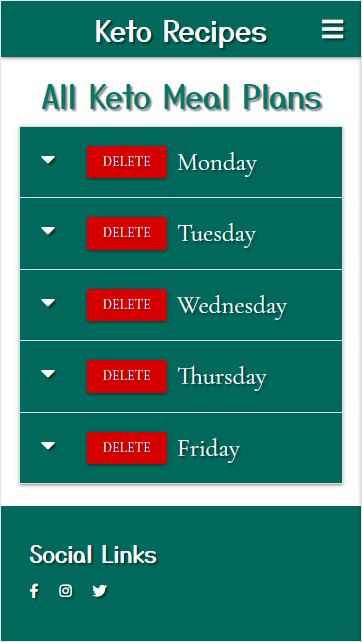 Keto Recipes
All Keto Meal Plans
DELETE Monday
DELETE Tuesday
DELETE Wednesday
DELETE Thursday
DELETE Friday
Social Links